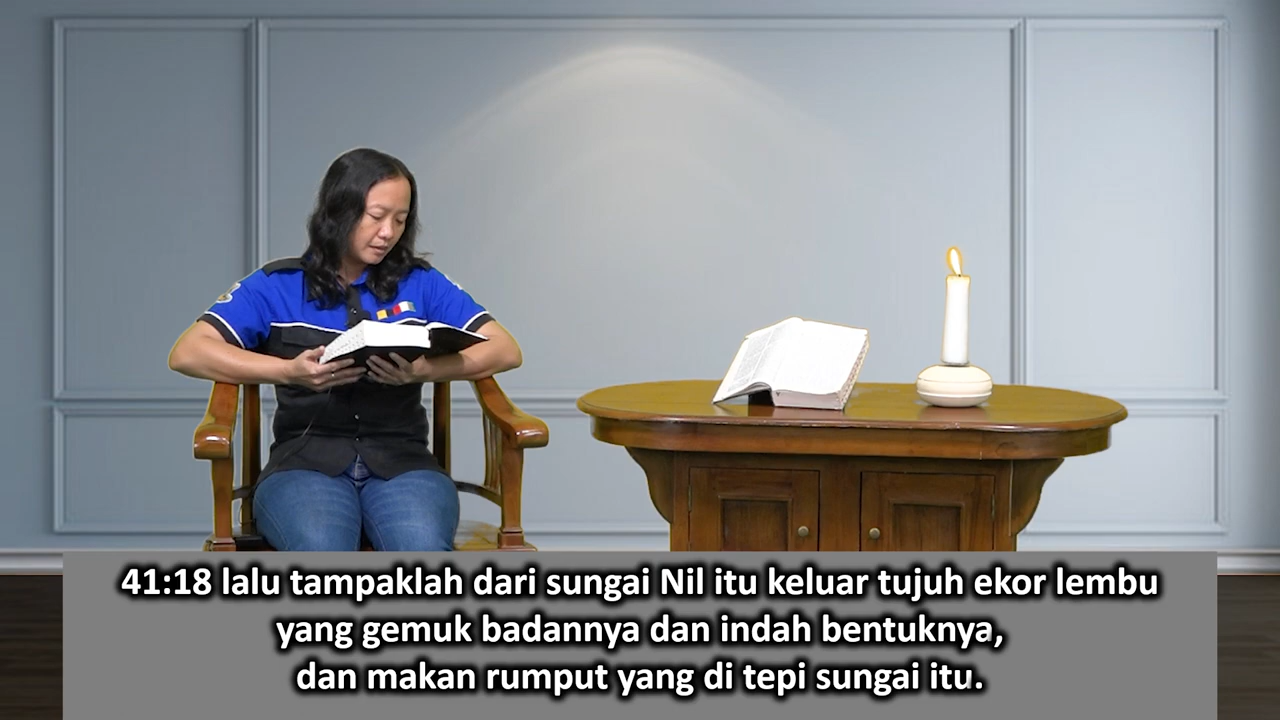 41:18 lalu tampaklah dari sungai Nil itu keluar tujuh ekor lembu
yang gemuk badannya dan indah bentuknya,
dan makan rumput yang di tepi sungai itu.